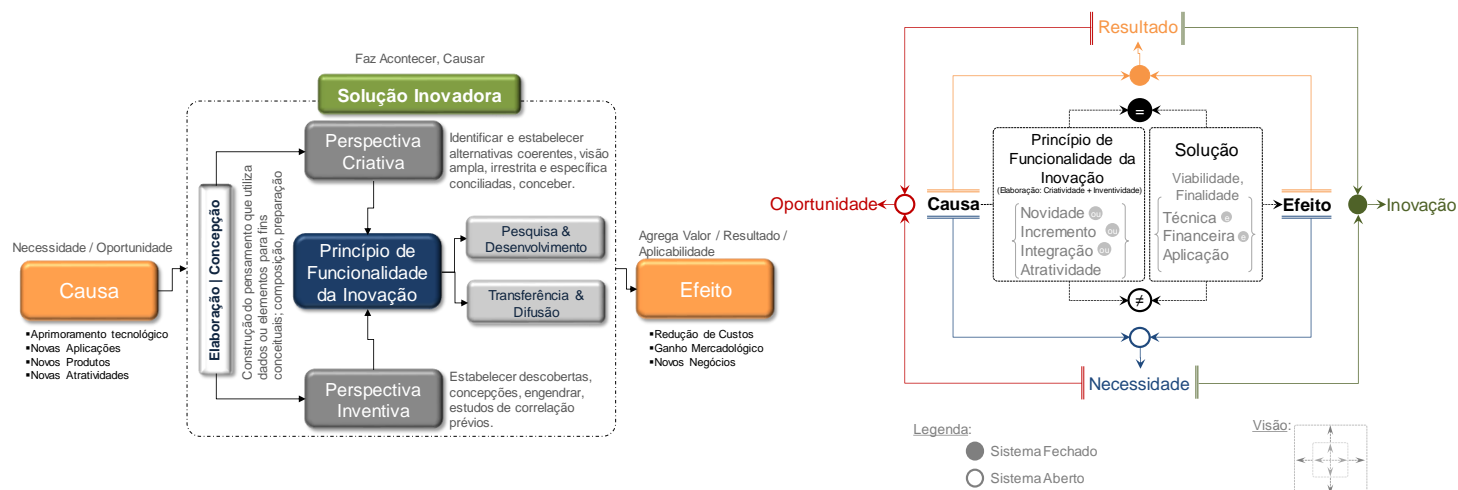 Faz Acontecer, Causar
Solução Inovadora
Perspectiva
Criativa
Identificar e estabelecer
alternativas coerentes, visão
ampla, irrestrita e específica
conciliadas, conceber.
Elaboração | Concepção
Construção do pensamento que utiliza
dados ou elementos para fins
conceituais; composição, preparação
Necessidade / Oportunidade
Causa
▪Aprimoramento tecnológico
▪Novas Aplicações
▪Novos Produtos
▪Novas Atratividades
Princípio de
Funcionalidade
da Inovação
Pesquisa &
Desenvolvimento
Transferência &
Difusão
Perspectiva
Inventiva
Estabelecer descobertas,
concepções, engendrar,
estudos de correlação
prévios.
Agrega Valor / Resultado /
Aplicabilidade
Efeito
▪Redução de Custos
▪Ganho Mercadológico
▪Novos Negócios
Resultado
=
Princípio de
Funcionalidade da
Inovação
(Elaboração: Criatividade + Inventividade)
Novidade ou
Incremento ou
Integração ou
Atratividade
Solução
Viabilidade,
Finalidade
Técnica e
Financeira e
Aplicação
Oportunidade
Causa
Efeito
Inovação
≠
Necessidade
Legenda:
Sistema Fechado
Sistema Aberto
Visão: